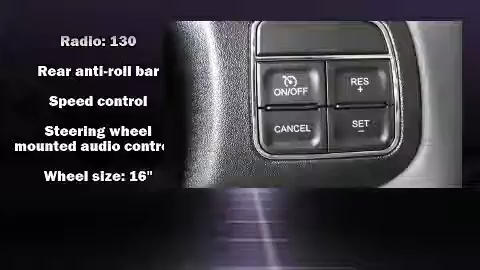 Radio: 130
Rear anti-roll bar
Speed control
Steering wheel
mounted audio contro
Wheel size: 16"
ON/OFF
RES
+
CANCEL
SET
−